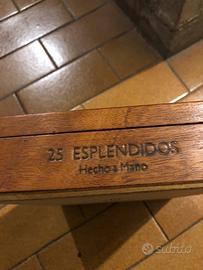 25 ESPLENDIDOS
Hecho a Mano
subito